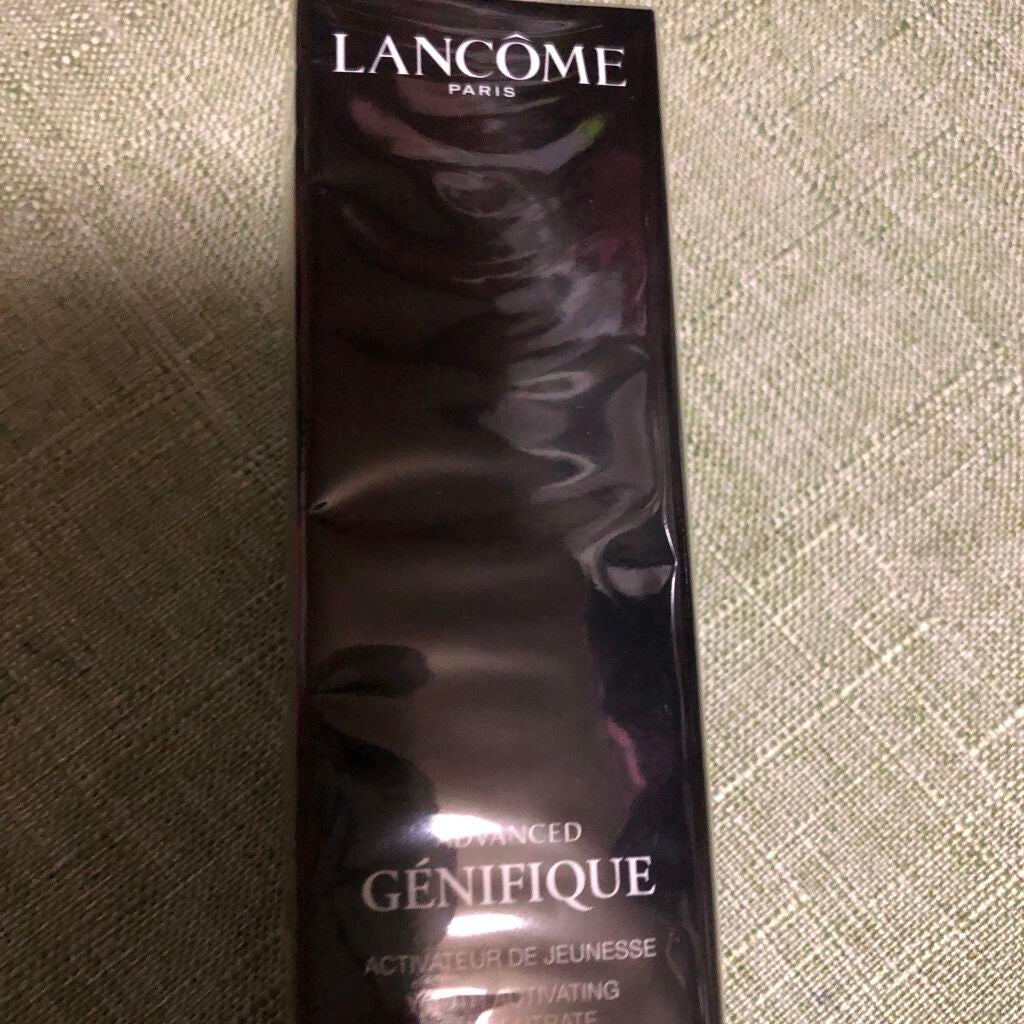 LANCÔME
PARIS
ADVANCED
GÉNIFIQUE
ACTIVATEUR DE JEUNESSE
ACTIVATING